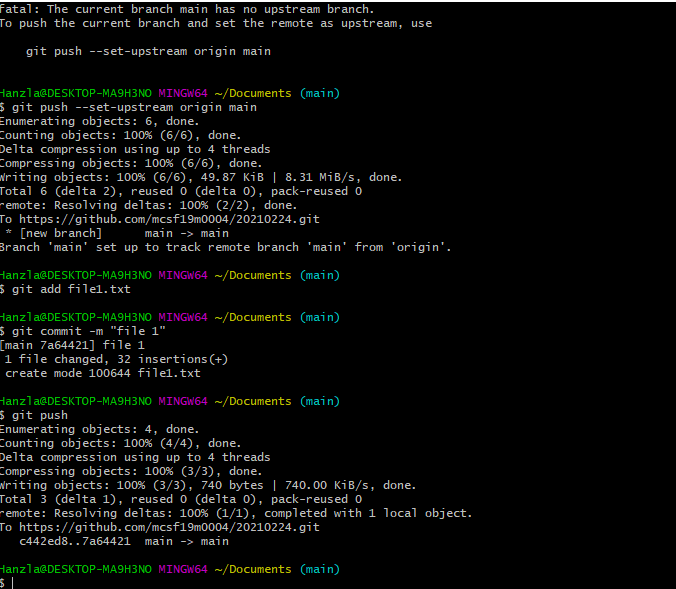 fatal: The current branch main has no upstream branch.
To push the current branch and set the remote as upstream, use
git push --set-upstream origin main
Hanzla@DESKTOP-MA9H3NO MINGW64 ~/Documents (main)
$ git push --set-upstream origin main
Enumerating objects: 6, done.
Counting objects: 100% (6/6), done.
Delta compression using up to 4 threads
Compressing objects: 100% (6/6), done.
Writing objects: 100% (6/6), 49.87 KiB | 8.31 MiB/s, done.
Total 6 (delta 2), reused 0 (delta 0), pack-reused 0
remote: Resolving deltas: 100% (2/2), done.
To https://github.com/mcsf19m0004/20210224.git
* [new branch]      main -> main
Branch 'main' set up to track remote branch 'main' from 'origin'.
Hanzla@DESKTOP-MA9H3NO MINGW64 ~/Documents (main)
$ git add file1.txt
Hanzla@DESKTOP-MA9H3NO MINGW64 ~/Documents (main)
$ git commit -m "file 1"
[main 7a64421] file 1
1 file changed, 32 insertions(+)
create mode 100644 file1.txt
Hanzla@DESKTOP-MA9H3NO MINGW64 ~/Documents (main)
$ git push
Enumerating objects: 4, done.
Counting objects: 100% (4/4), done.
Delta compression using up to 4 threads
Compressing objects: 100% (3/3), done.
Writing objects: 100% (3/3), 740 bytes | 740.00 KiB/s, done.
Total 3 (delta 1), reused 0 (delta 0), pack-reused 0
remote: Resolving deltas: 100% (1/1), completed with 1 local object.
To https://github.com/mcsf19m0004/20210224.git
c442ed8..7a64421  main -> main
Hanzla@DESKTOP-MA9H3NO MINGW64 ~/Documents (main)
$